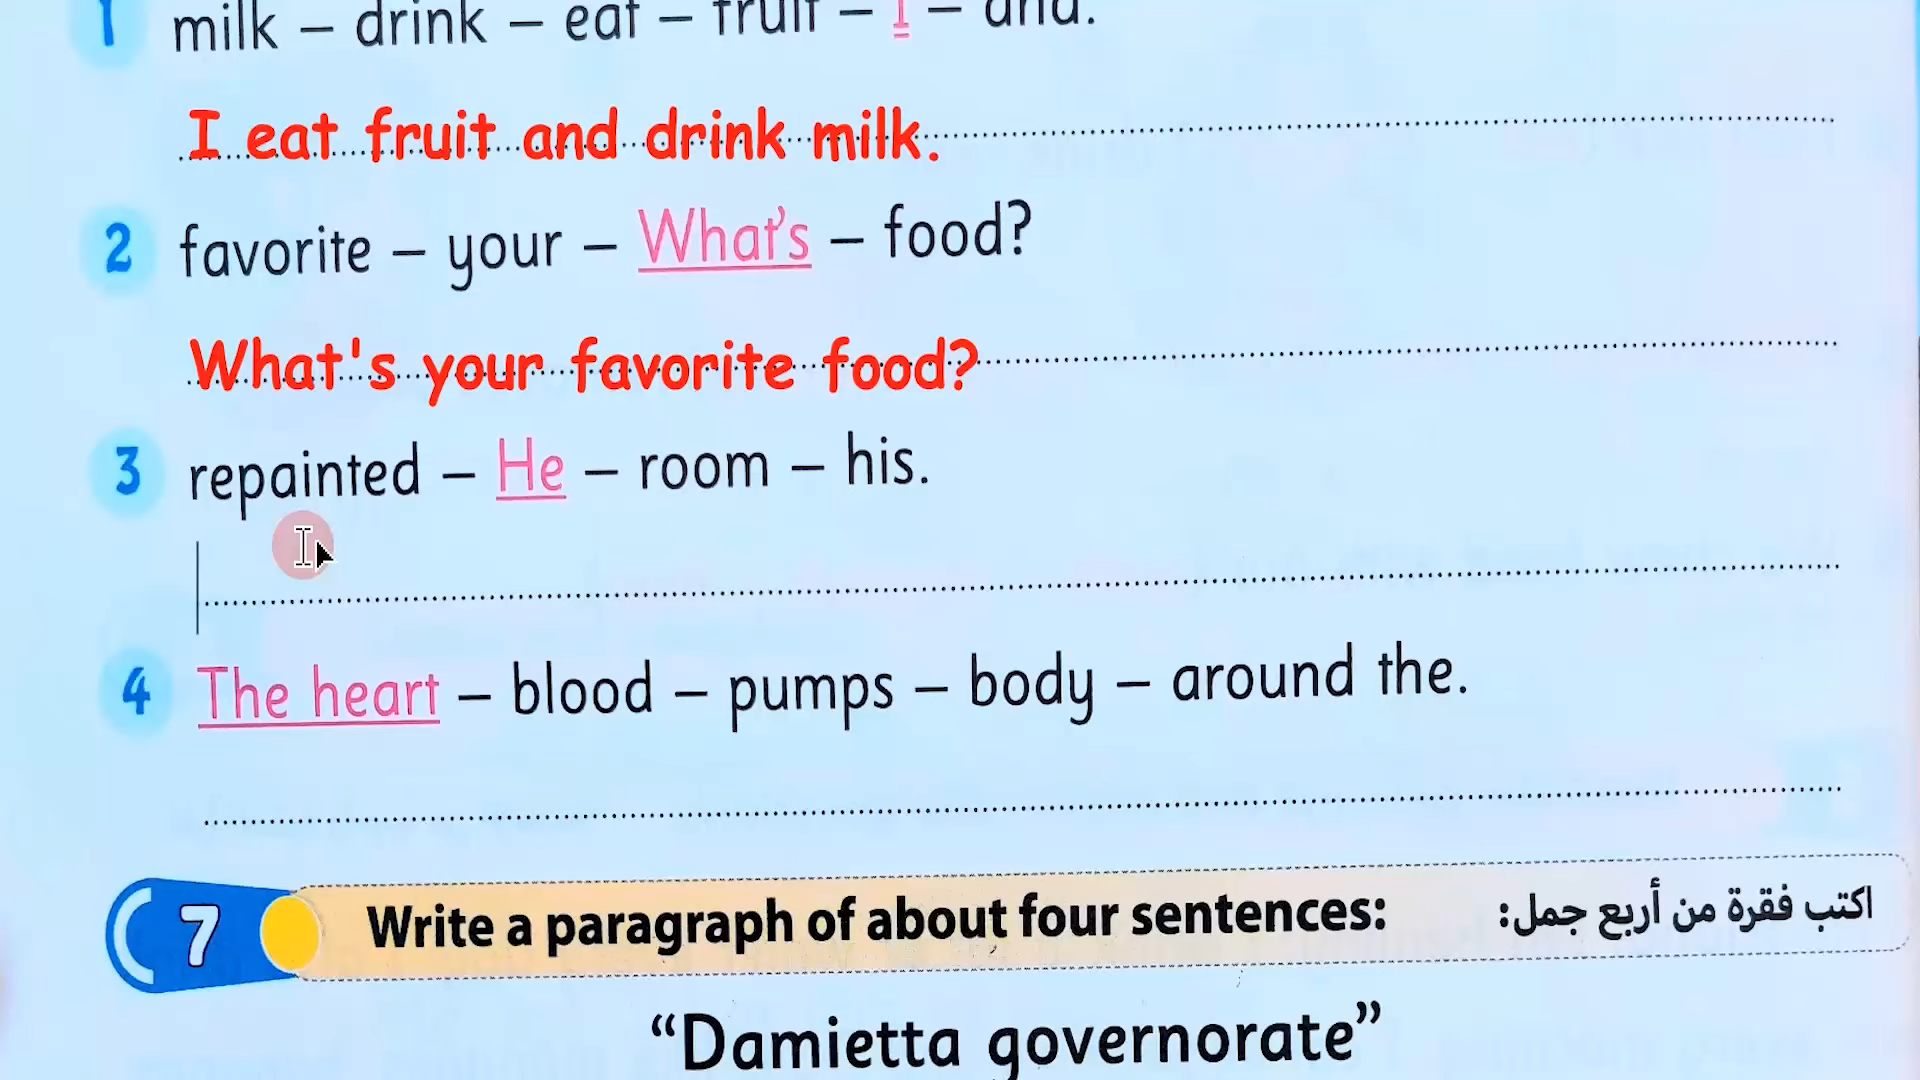 1 milk – drink – eat – fruit – I – and.
I eat fruit and drink milk.
2 favorite – your – What's – food?
What's your favorite food?
3 repainted – He – room – his.
4 The heart – blood – pumps – body – around the.
7 Write a paragraph of about four sentences: اكتب فقرة من أربع جمل:
“Damietta governorate”